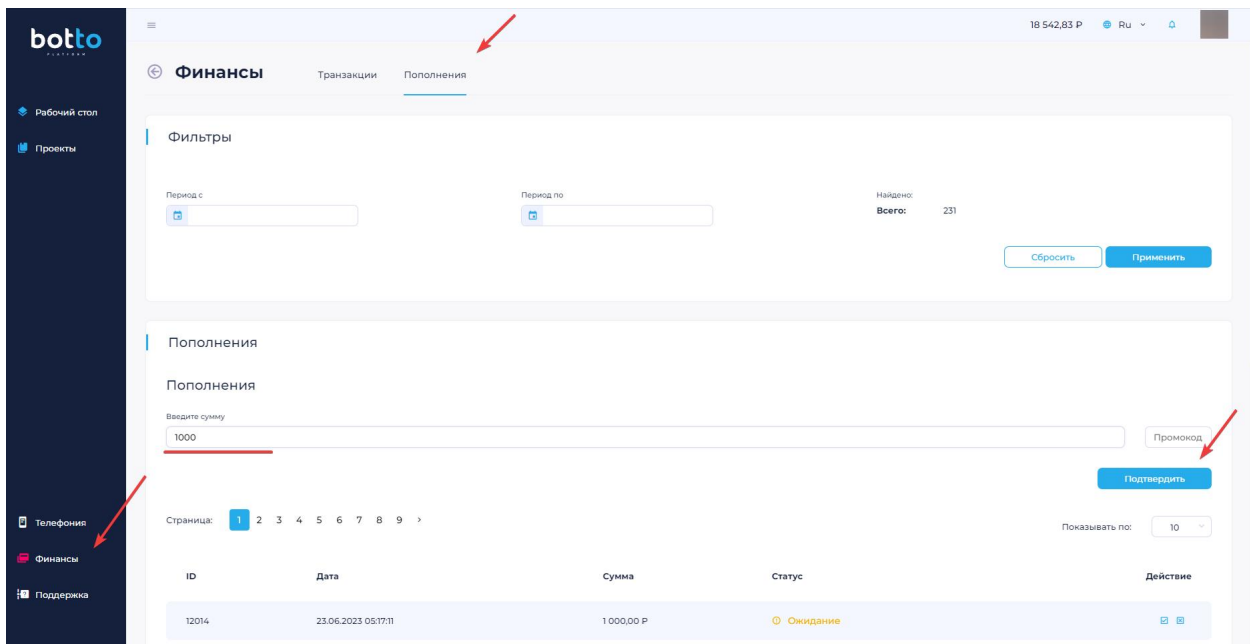 botto
PLATFORM
18 542,83 ₽ Ru
Финансы Транзакции Пополнения
Рабочий стол
Проекты
Фильтры
Период с Период по Найдено:
Всего: 231
Сбросить Применить
Пополнения
Пополнения
Введите сумму
1000 Промокод
Подтвердить
Страница: 1 2 3 4 5 6 7 8 9 >
Показывать по: 10
Телефония
Финансы
Поддержка
ID Дата Сумма Статус Действие
12014 23.06.2023 05:17:11 1 000,00 ₽ Ожидание